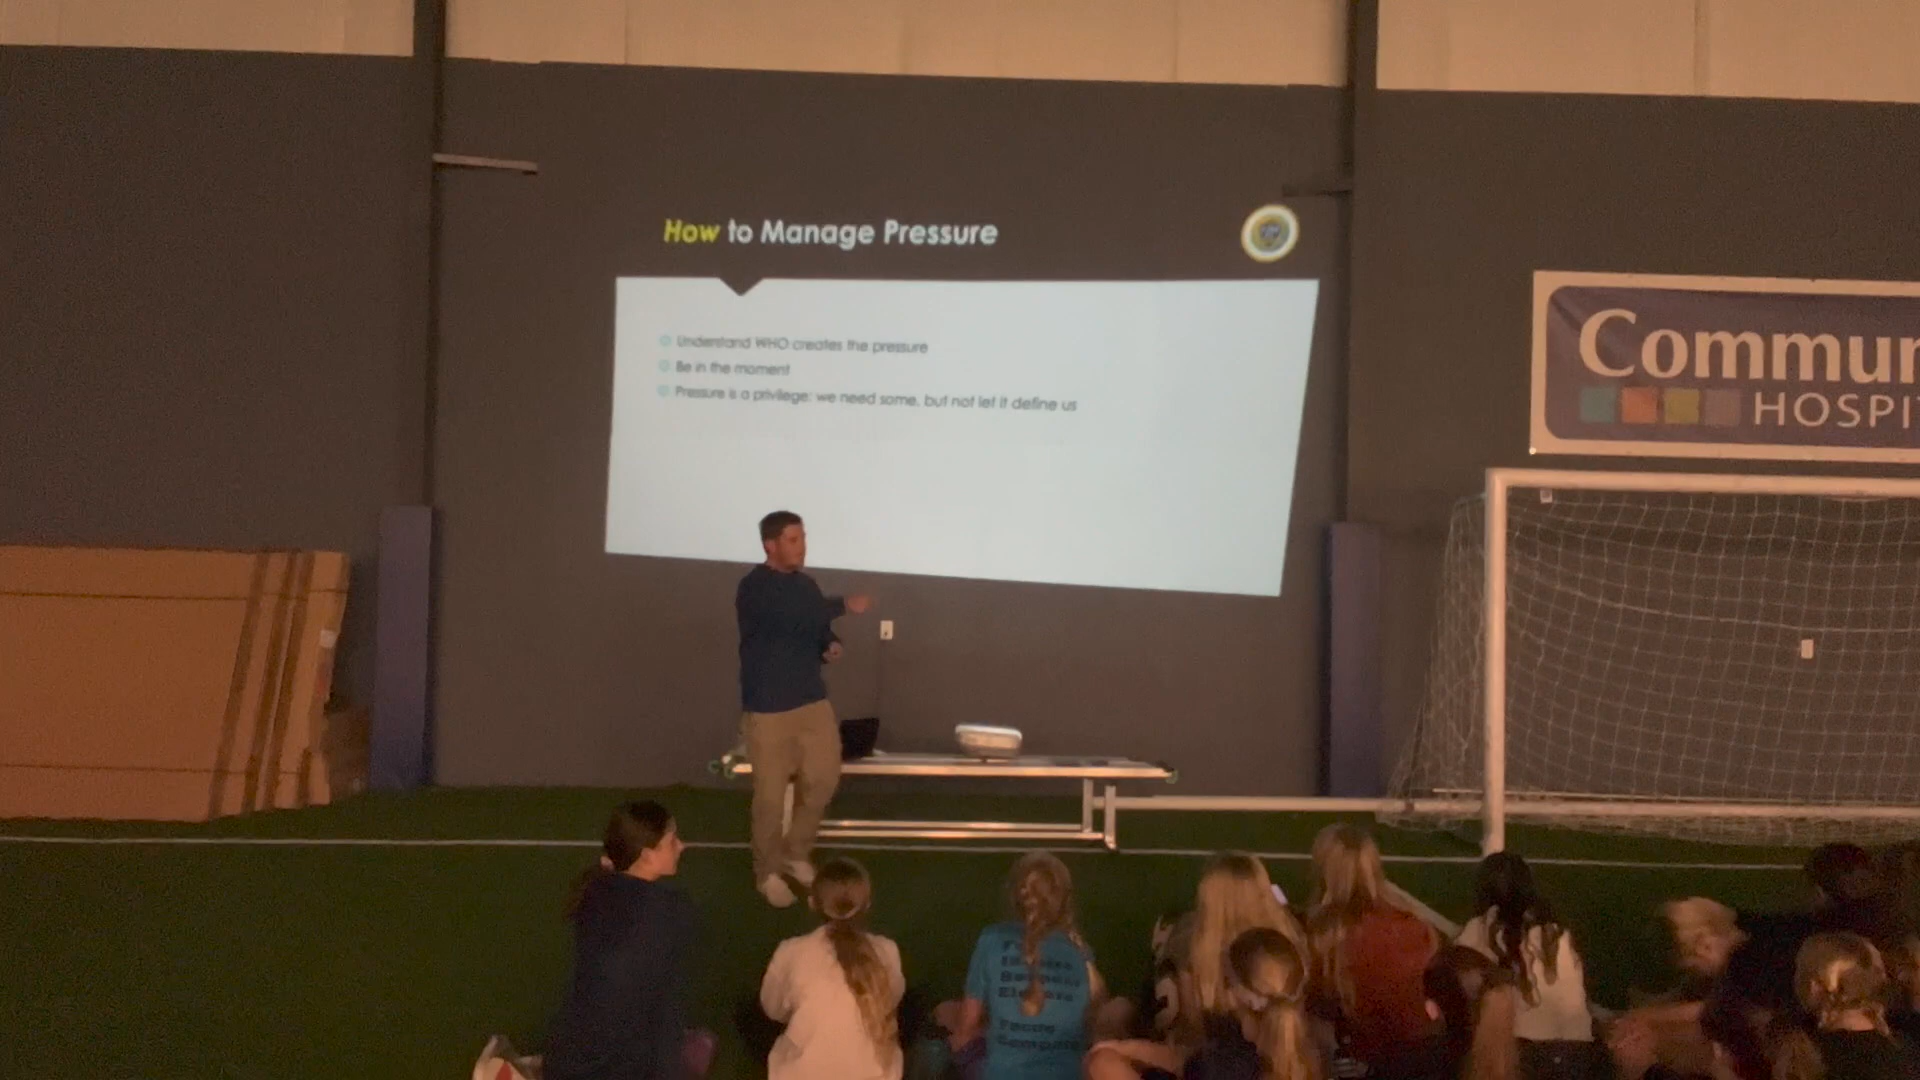 How to Manage Pressure
Understand WHO creates the pressure
Be in the moment
Pressure is a privilege: we need some, but not let it define us
Commun
HOSPI